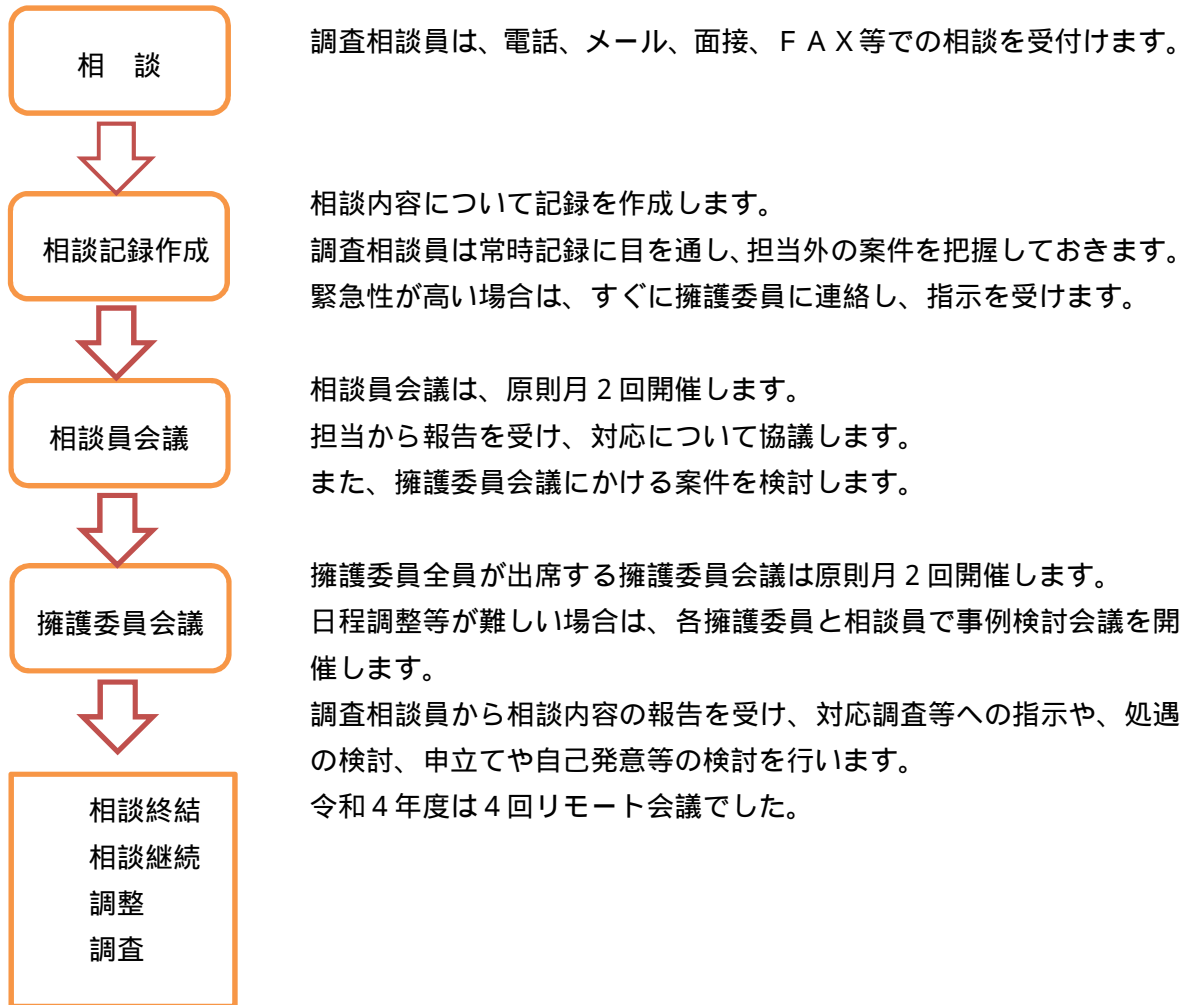 相　談
調査相談員は、電話、メール、面接、ＦＡＸ等での相談を受付けます。
相談記録作成
相談内容について記録を作成します。
調査相談員は常時記録に目を通し、担当外の案件を把握しておきます。
緊急性が高い場合は、すぐに擁護委員に連絡し、指示を受けます。
相談員会議
相談員会議は、原則月２回開催します。
担当から報告を受け、対応について協議します。
また、擁護委員会議にかける案件を検討します。
擁護委員会議
擁護委員全員が出席する擁護委員会議は原則月２回開催します。
日程調整等が難しい場合は、各擁護委員と相談員で事例検討会議を開
催します。
調査相談員から相談内容の報告を受け、対応調査等への指示や、処遇
の検討、申立てや自己発意等の検討を行います。
令和４年度は４回リモート会議でした。
相談終結
相談継続
調整
調査